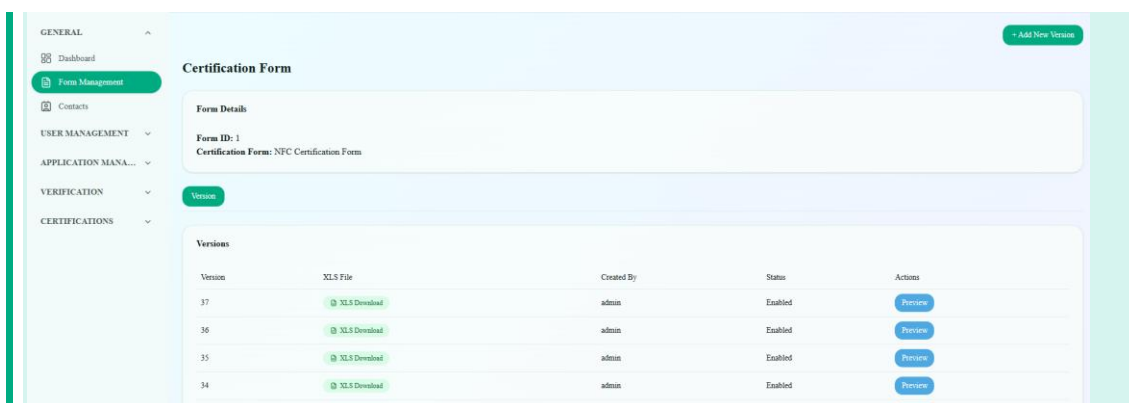 GENERAL
Dashboard
Form Management
Contacts
USER MANAGEMENT
APPLICATION MANA...
VERIFICATION
CERTIFICATIONS
+ Add New Version
Certification Form
Form Details
Form ID: 1
Certification Form: NFC Certification Form
Version
Versions
Version XLS File Created By Status Actions
37 XLS Download admin Enabled Preview
36 XLS Download admin Enabled Preview
35 XLS Download admin Enabled Preview
34 XLS Download admin Enabled Preview